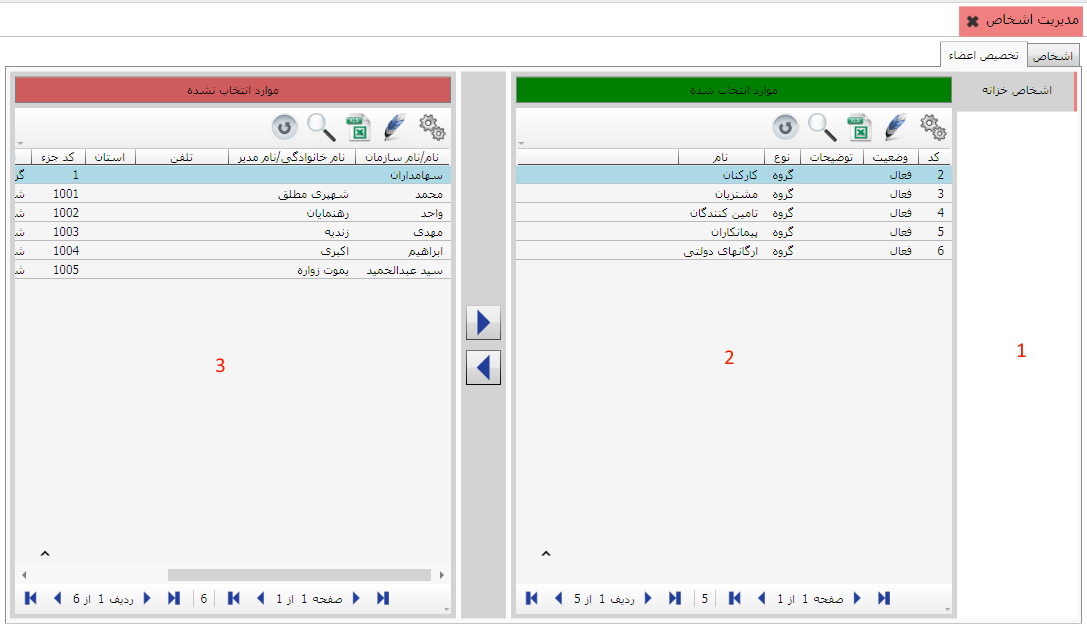 مدیریت اشخاص
اشخاص
تخصیص اعضاء
اشخاص خزانه
1
موارد انتخاب شده
کد وضعیت توضیحات نوع نام
2 فعال گروه کارکنان
3 فعال گروه مشتریان
4 فعال گروه تامین کنندگان
5 فعال گروه پیمانکاران
6 فعال گروه ارگانهای دولتی
2
صفحه 1 از 1
5
ردیف 1 از 5
موارد انتخاب نشده
نام/نام سازمان نام خانوادگی/نام مدیر تلفن استان کد جزء
سهامداران 1 گر
محمد شهیری مطلق 1001 ش
واحد رهنمایان 1002 ش
مهدی زندیه 1003 ش
ابراهیم اکبری 1004 ش
سید عبدالحمید یموت زواره 1005 ش
3
صفحه 1 از 1
6
ردیف 1 از 6